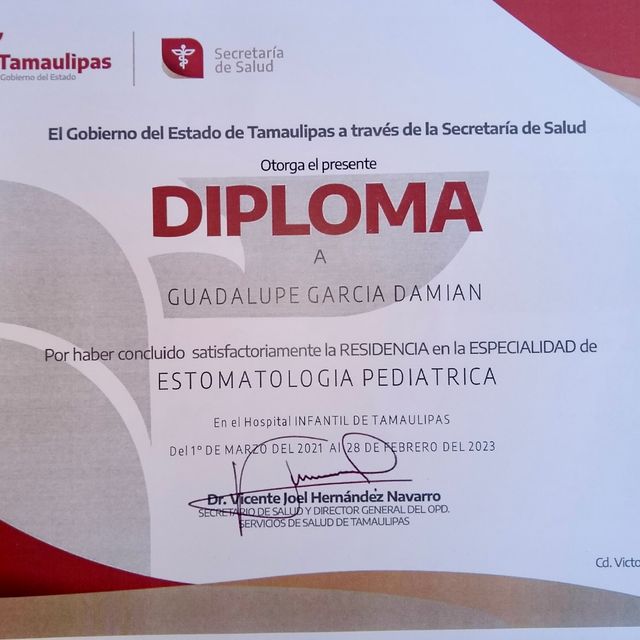 Tamaulipas
Gobierno del Estado
Secretaría
de Salud
El Gobierno del Estado de Tamaulipas a través de la Secretaría de Salud
Otorga el presente
DIPLOMA
A
GUADALUPE GARCIA DAMIAN
Por haber concluido satisfactoriamente la RESIDENCIA en la ESPECIALIDAD de
ESTOMATOLOGIA PEDIATRICA
En el Hospital INFANTIL DE TAMAULIPAS
Del 1° DE MARZO DEL 2021 Al 28 DE FEBRERO DEL 2023
Dr. Vicente Joel Hernández Navarro
SECRETARIO DE SALUD Y DIRECTOR GENERAL DEL OPD.
SERVICIOS DE SALUD DE TAMAULIPAS
Cd. Victo